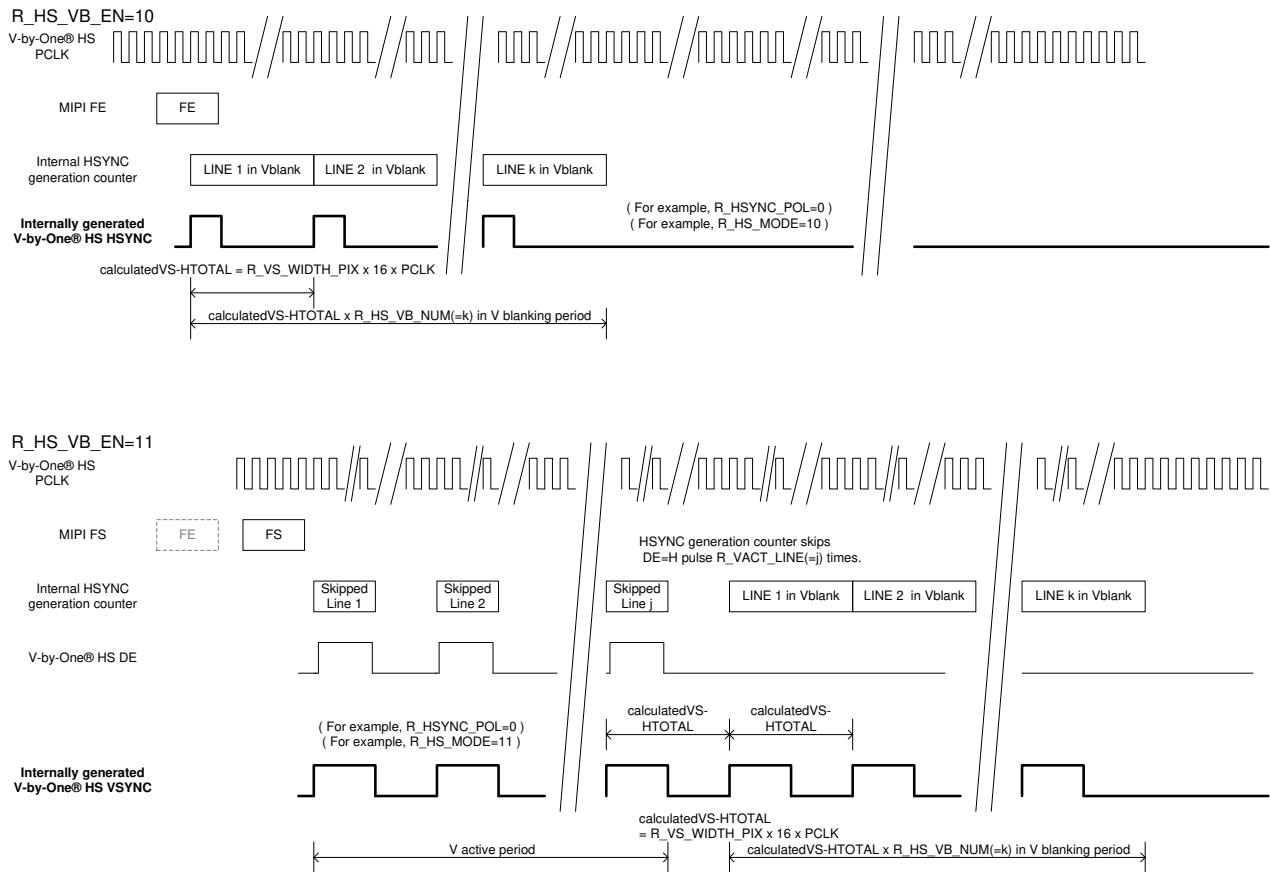 R_HS_VB_EN=10
V-by-One® HS
PCLK
MIPI FE
FE
Internal HSYNC
generation counter
LINE 1 in Vblank
LINE 2 in Vblank
LINE k in Vblank
Internally generated
V-by-One® HS HSYNC
( For example, R_HSYNC_POL=0 )
( For example, R_HS_MODE=10 )
calculatedVS-HTOTAL = R_VS_WIDTH_PIX x 16 x PCLK
calculatedVS-HTOTAL x R_HS_VB_NUM(=k) in V blanking period
R_HS_VB_EN=11
V-by-One® HS
PCLK
MIPI FS
FE
FS
HSYNC generation counter skips
DE=H pulse R_VACT_LINE(=j) times.
Internal HSYNC
generation counter
Skipped
Line 1
Skipped
Line 2
Skipped
Line j
LINE 1 in Vblank
LINE 2 in Vblank
LINE k in Vblank
V-by-One® HS DE
( For example, R_HSYNC_POL=0 )
( For example, R_HS_MODE=11 )
calculatedVS-
HTOTAL
calculatedVS-
HTOTAL
Internally generated
V-by-One® HS VSYNC
calculatedVS-HTOTAL
= R_VS_WIDTH_PIX x 16 x PCLK
V active period
calculatedVS-HTOTAL x R_HS_VB_NUM(=k) in V blanking period